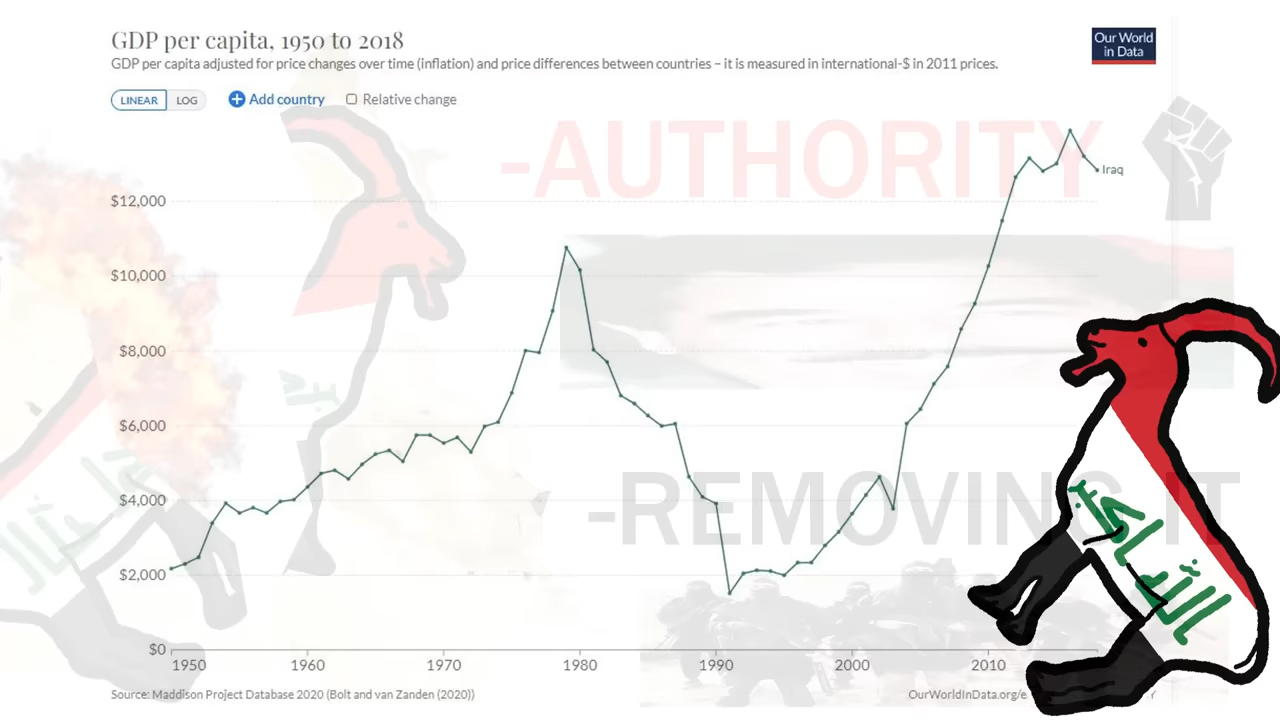 GDP per capita, 1950 to 2018
GDP per capita adjusted for price changes over time (inflation) and price differences between countries – it is measured in international-$ in 2011 prices.
Our World
in Data
LINEAR LOG
Add country
Relative change
-AUTHORITY
Iraq
$12,000
$10,000
$8,000
$6,000
$4,000
-REMOVING IT
$2,000
$0
1950 1960 1970 1980 1990 2000 2010
Source: Maddison Project Database 2020 (Bolt and van Zanden (2020))
OurWorldInData.org/e
الله اكبر